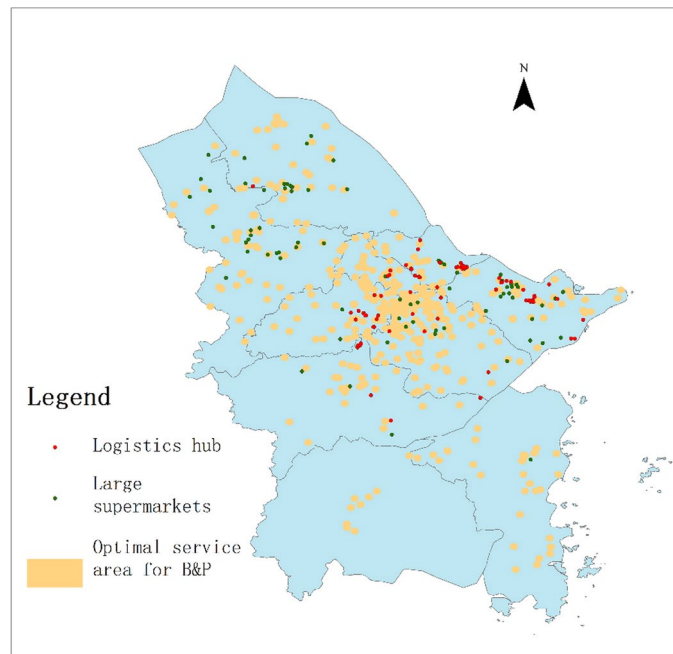 N
Legend
Logistics hub
Large
supermarkets
Optimal service
area for B&P